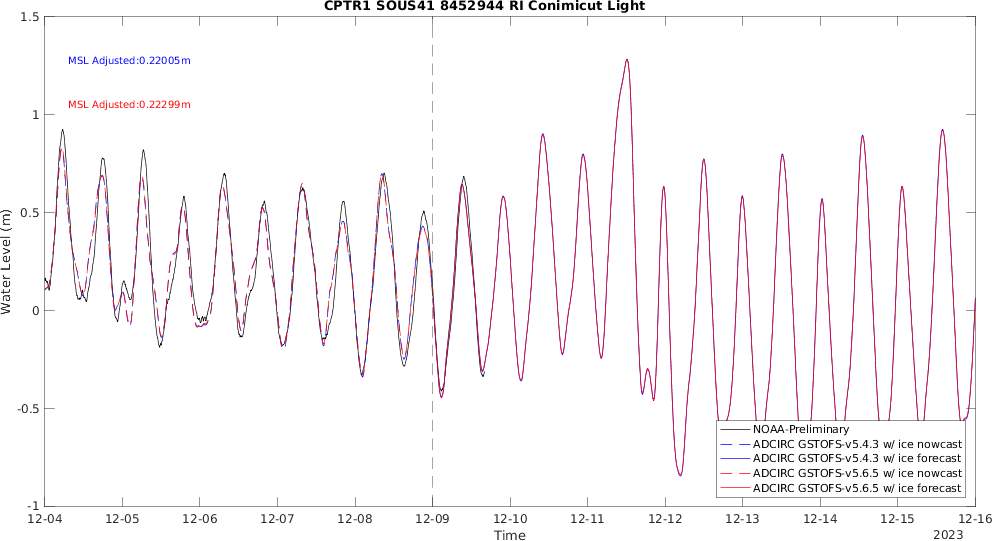 CPTR1 SOUS41 8452944 RI Conimicut Light
1.5
MSL Adjusted:0.22005m
MSL Adjusted:0.22299m
1
0.5
Water Level (m)
0
-0.5
-1
NOAA-Preliminary
ADCIRC GSTOFS-v5.4.3 w/ ice nowcast
ADCIRC GSTOFS-v5.4.3 w/ ice forecast
ADCIRC GSTOFS-v5.6.5 w/ ice nowcast
ADCIRC GSTOFS-v5.6.5 w/ ice forecast
12-04 12-05 12-06 12-07 12-08 12-09 12-10 12-11 12-12 12-13 12-14 12-15 12-16
Time
2023